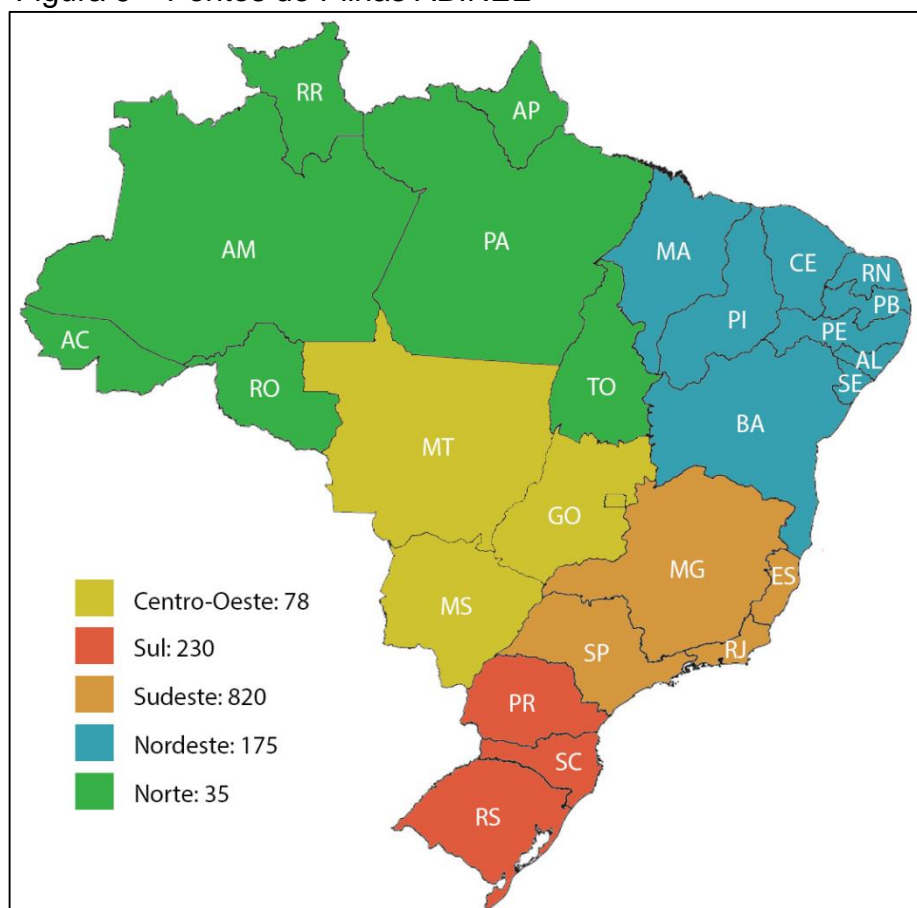 RR
AP
AM
PA
MA
CE
RN
PB
PI
PE
AL
SE
AC
RO
TO
BA
MT
GO
MG
ES
MS
SP
RJ
PR
SC
RS
Centro-Oeste: 78
Sul: 230
Sudeste: 820
Nordeste: 175
Norte: 35